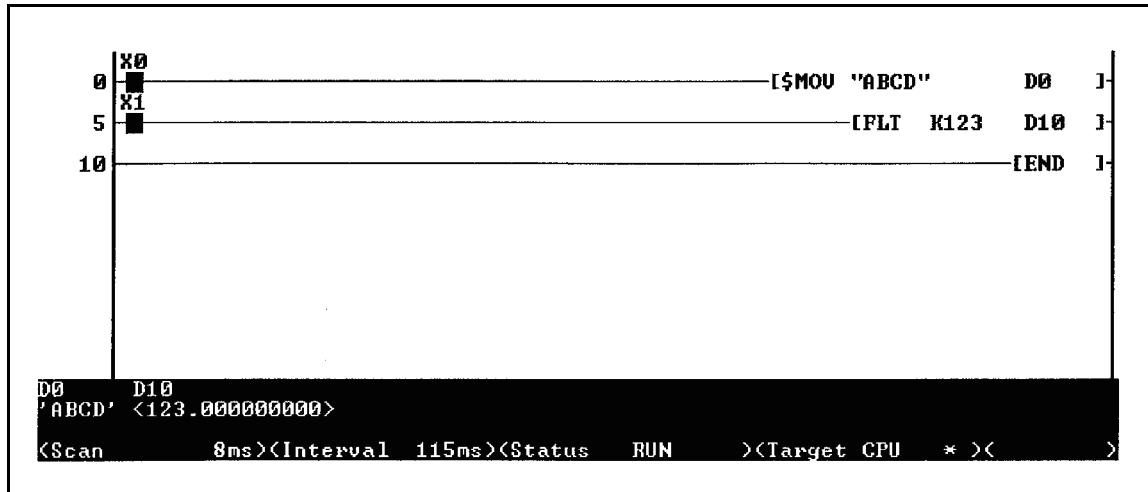 X0
0 [$MOV "ABCD" D0 ]
X1
5 [FLT K123 D10 ]
10 [END ]
D0 D10
'ABCD' <123.000000000>
<Scan 8ms><Interval 115ms><Status RUN ><Target CPU * >< >